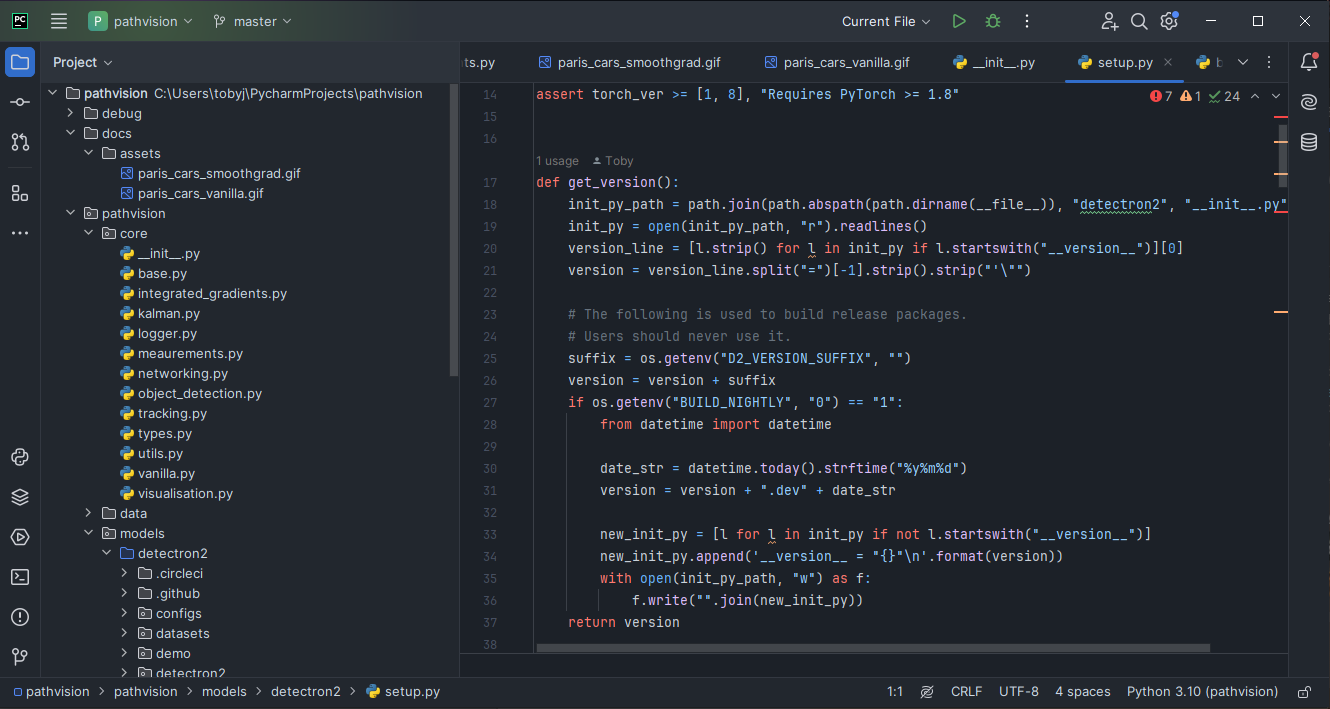 PC P pathvision master Current File
Project
pathvision C:\Users\tobyj\PycharmProjects\pathvision
debug
docs
assets
paris_cars_smoothgrad.gif
paris_cars_vanilla.gif
pathvision
core
__init__.py
base.py
integrated_gradients.py
kalman.py
logger.py
meaurements.py
networking.py
object_detection.py
tracking.py
types.py
utils.py
vanilla.py
visualisation.py
data
models
detectron2
.circleci
.github
configs
datasets
demo
detectron2
ts.py paris_cars_smoothgrad.gif paris_cars_vanilla.gif __init__.py setup.py b
7 1 24
14 assert torch_ver >= [1, 8], "Requires PyTorch >= 1.8"
15
16
1 usage Toby
17 def get_version():
18     init_py_path = path.join(path.abspath(path.dirname(__file__)), "detectron2", "__init__.py"
19     init_py = open(init_py_path, "r").readlines()
20     version_line = [l.strip() for l in init_py if l.startswith("__version__")][0]
21     version = version_line.split("=")[-1].strip().strip("'\"")
22
23     # The following is used to build release packages.
24     # Users should never use it.
25     suffix = os.getenv("D2_VERSION_SUFFIX", "")
26     version = version + suffix
27     if os.getenv("BUILD_NIGHTLY", "0") == "1":
28         from datetime import datetime
29
30         date_str = datetime.today().strftime("%y%m%d")
31         version = version + ".dev" + date_str
32
33         new_init_py = [l for l in init_py if not l.startswith("__version__")]
34         new_init_py.append('__version__ = "{}"\n'.format(version))
35         with open(init_py_path, "w") as f:
36             f.write("".join(new_init_py))
37     return version
38
pathvision > pathvision > models > detectron2 > setup.py 1:1 CRLF UTF-8 4 spaces Python 3.10 (pathvision)